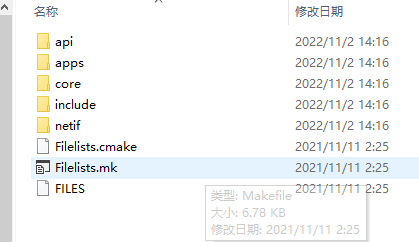 名称 修改日期
api 2022/11/2 14:16
apps 2022/11/2 14:16
core 2022/11/2 14:16
include 2022/11/2 14:16
netif 2022/11/2 14:16
Filelists.cmake 2021/11/11 2:25
Filelists.mk 2021/11/11 2:25
FILES 2021/11/11 2:25
类型: Makefile
大小: 6.78 KB
修改日期: 2021/11/11 2:25